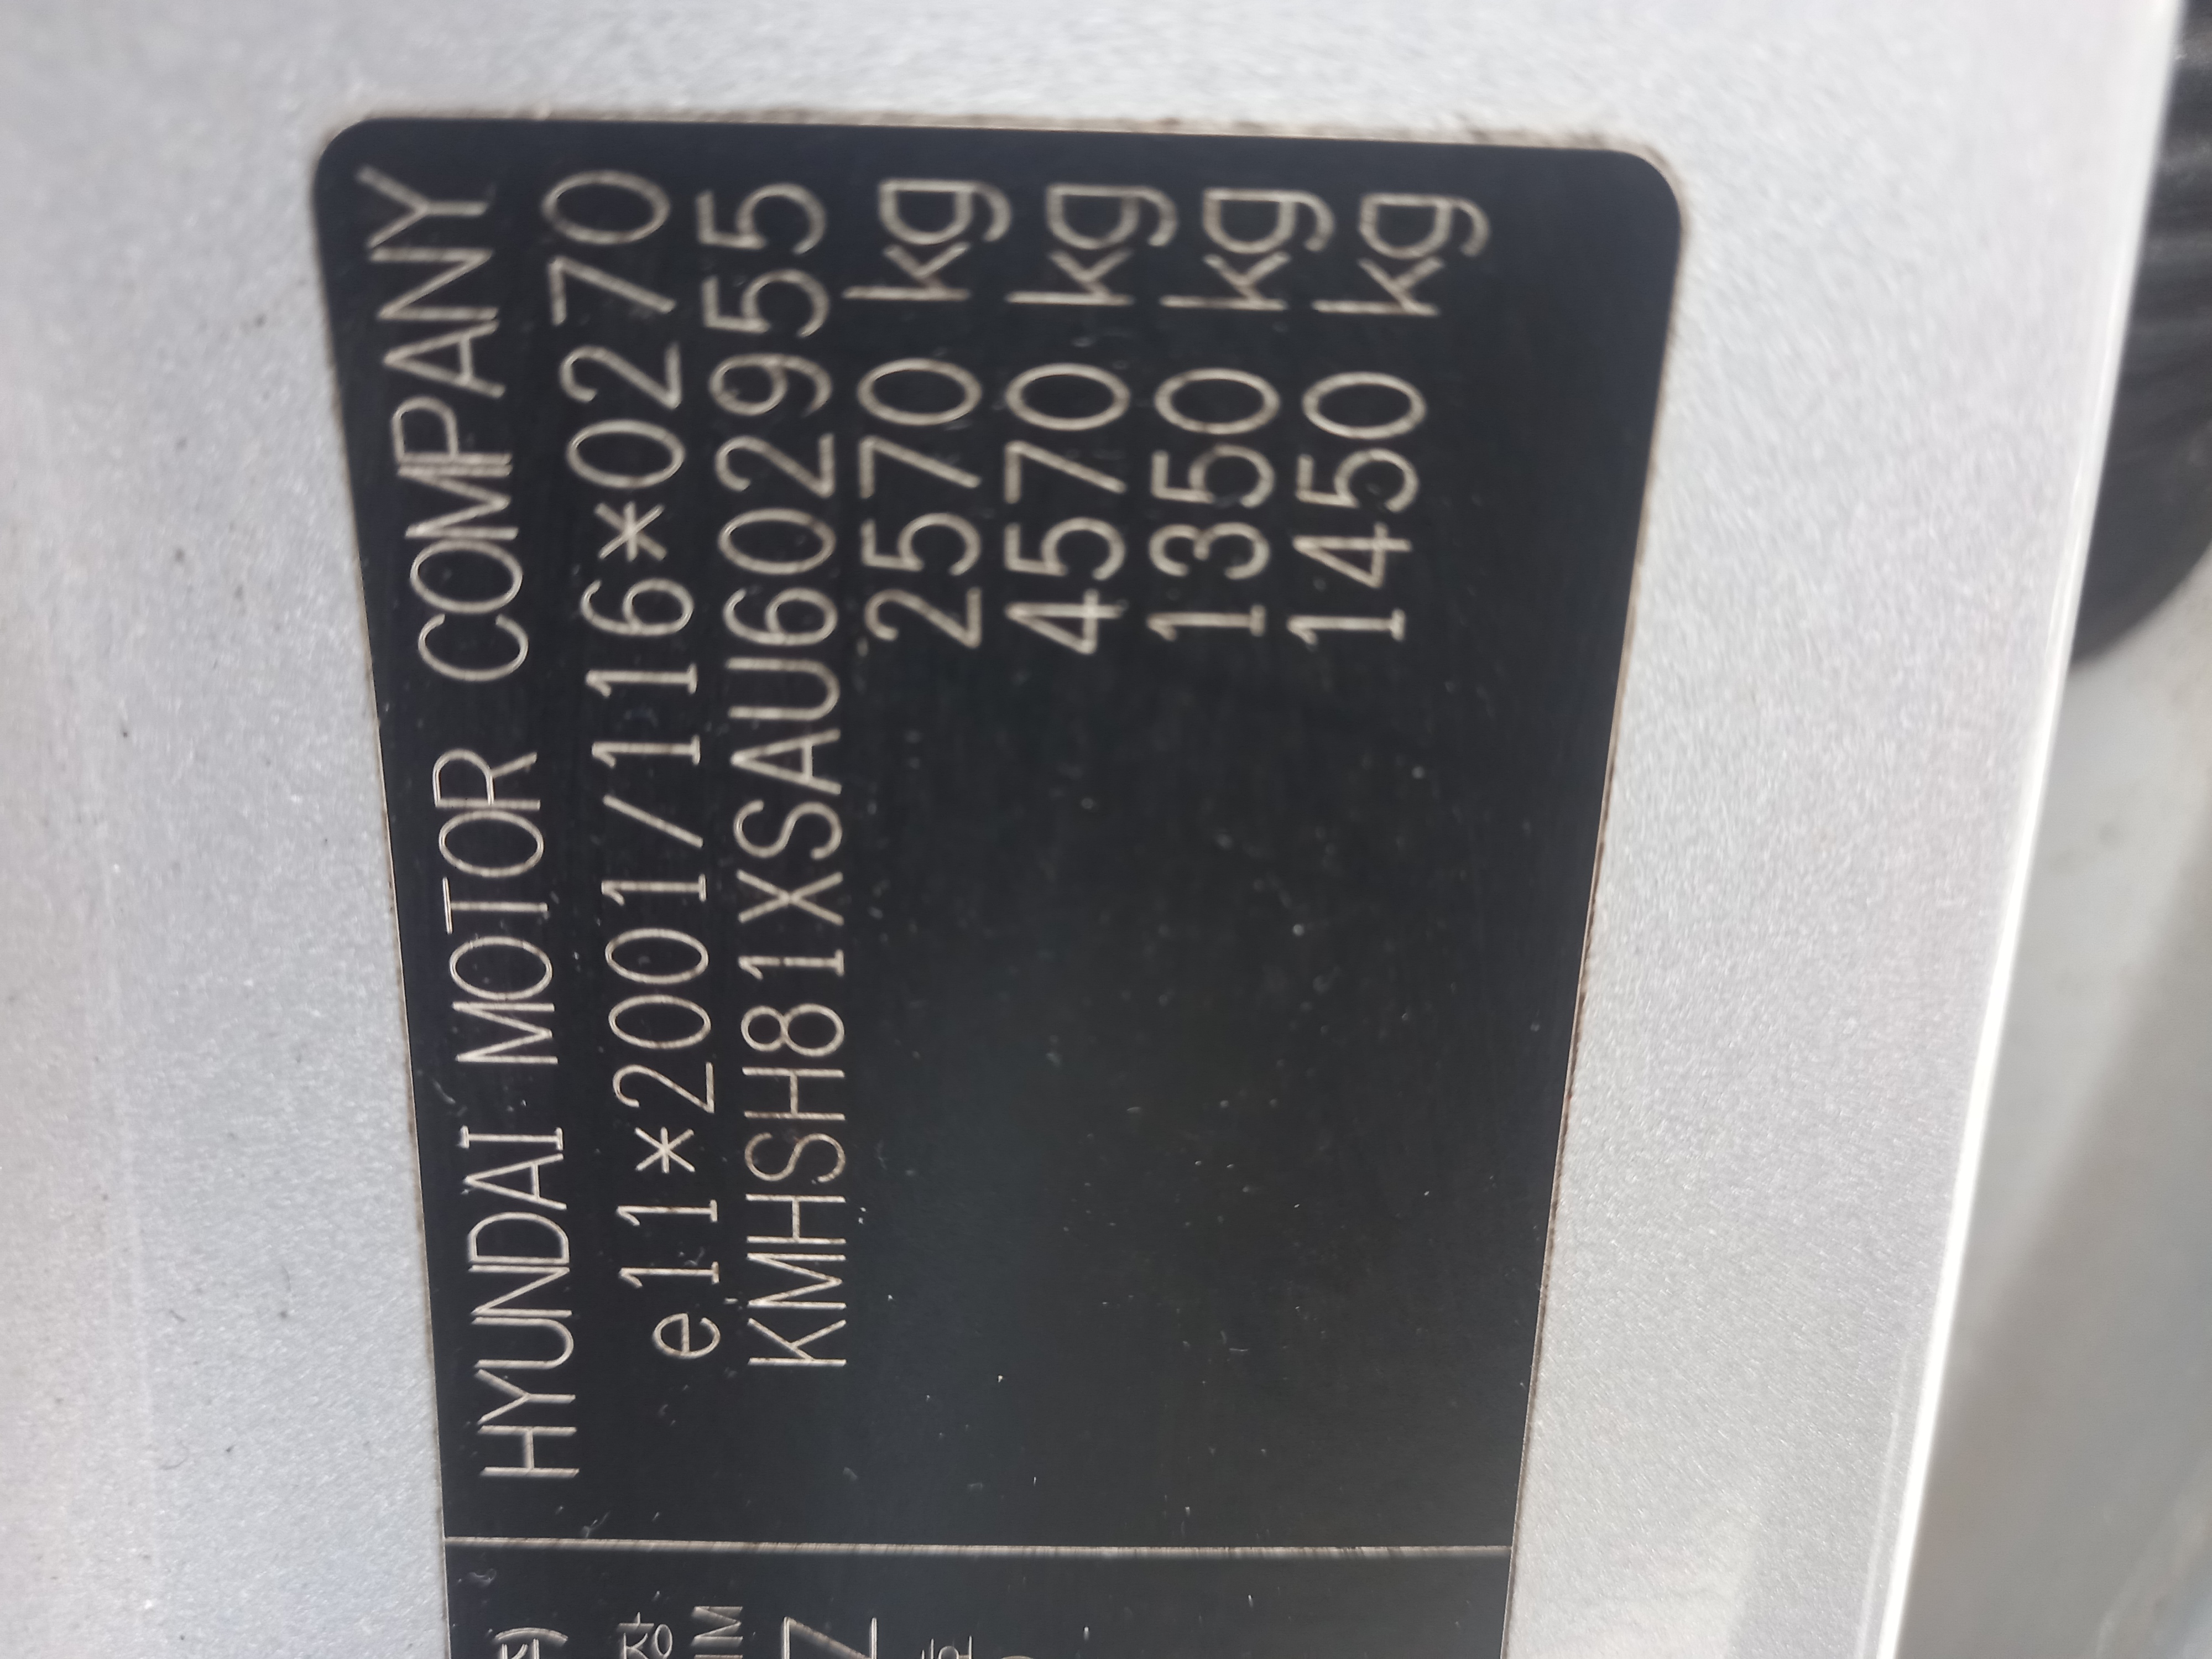 HYUNDAI MOTOR COMPANY
e11*2001/116*0270
KMHSH81XSAU602955
2570 kg
4570 kg
1350 kg
1450 kg